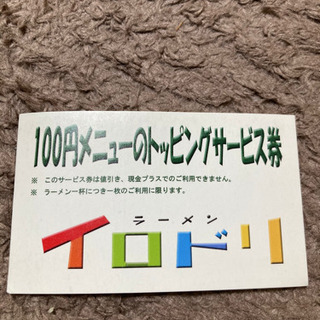 100円メニューのトッピングサービス券
※ このサービス券は値引き、現金プラスでのご利用できません。
※ ラーメン一杯につき一枚のご利用に限ります。
ラーメン
イロドリ